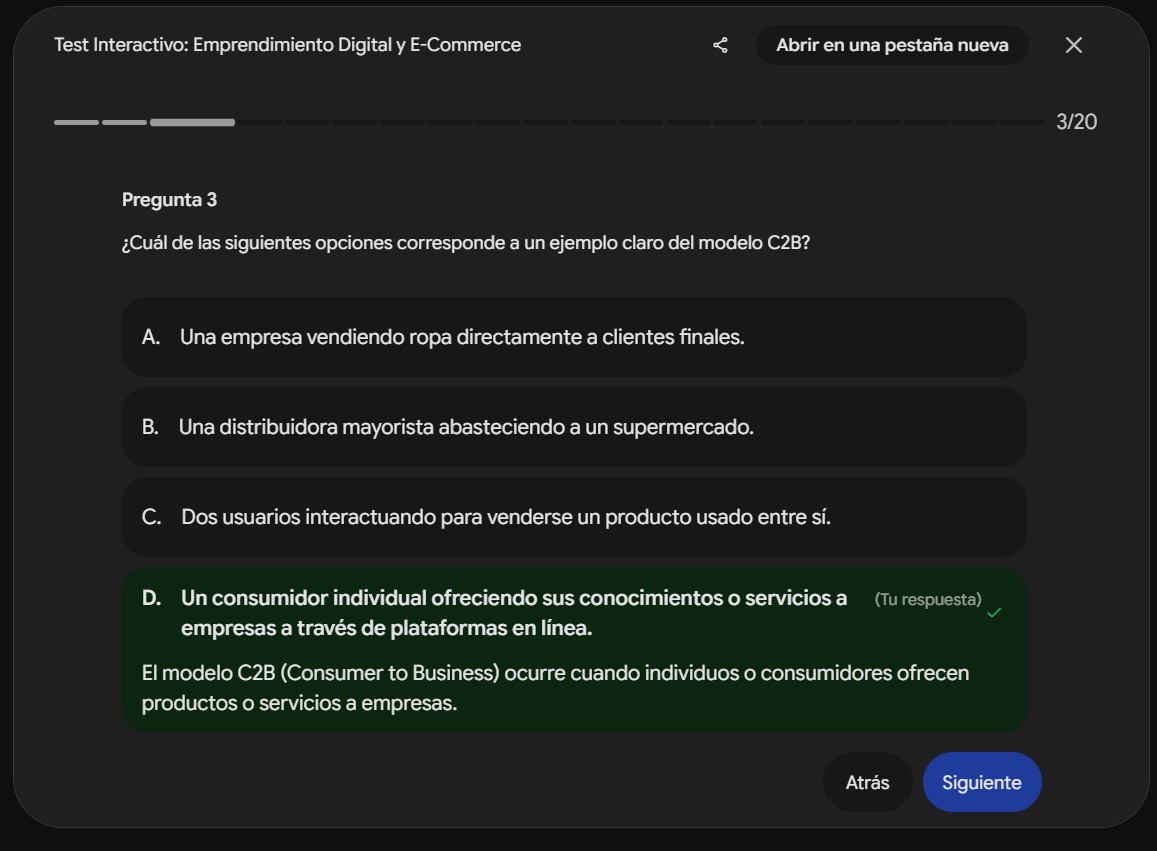 Test Interactivo: Emprendimiento Digital y E-Commerce
Abrir en una pestaña nueva
3/20
Pregunta 3
¿Cuál de las siguientes opciones corresponde a un ejemplo claro del modelo C2B?
A. Una empresa vendiendo ropa directamente a clientes finales.
B. Una distribuidora mayorista abasteciendo a un supermercado.
C. Dos usuarios interactuando para venderse un producto usado entre sí.
D. Un consumidor individual ofreciendo sus conocimientos o servicios a
(Tu respuesta)
empresas a través de plataformas en línea.
El modelo C2B (Consumer to Business) ocurre cuando individuos o consumidores ofrecen
productos o servicios a empresas.
Atrás
Siguiente